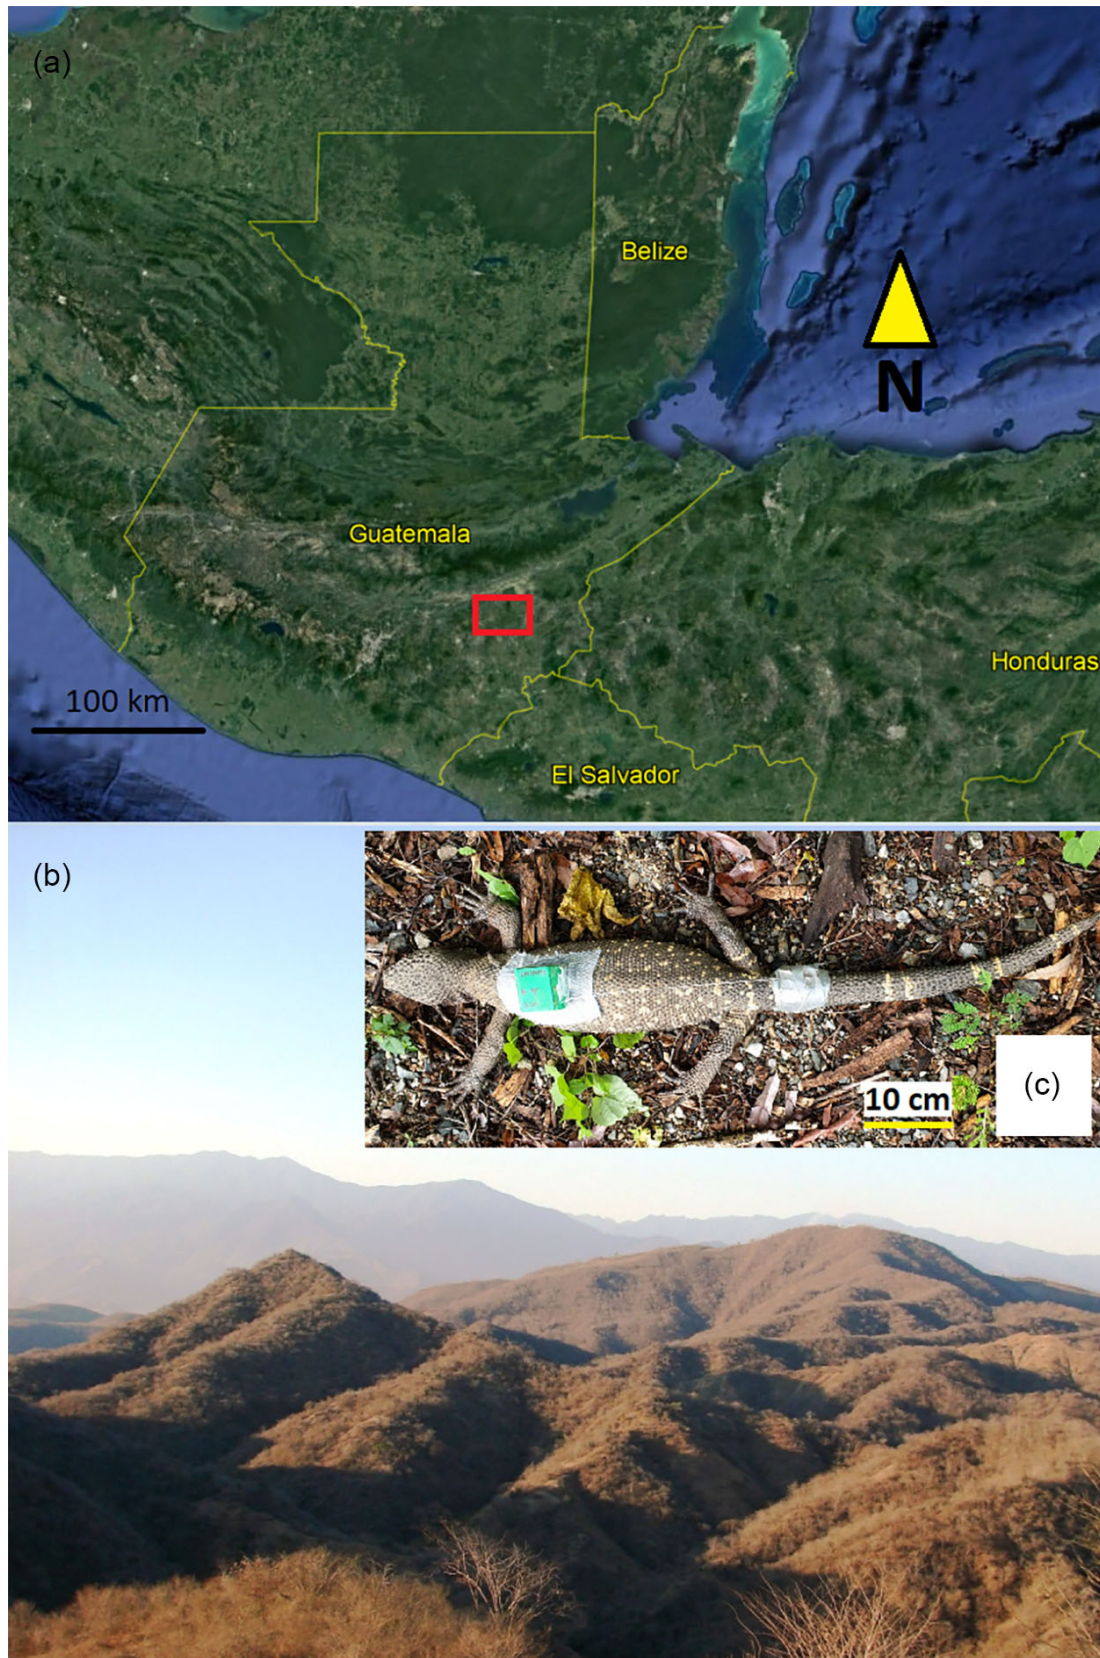 (a)
Belize
N
Guatemala
Honduras
100 km
El Salvador
(b)
10 cm
(c)